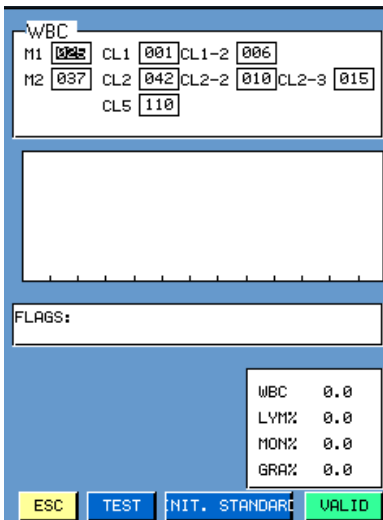 WBC
M1 CL1 001 CL1-2 006
M2 037 CL2 042 CL2-2 010 CL2-3 015
CL5 110
FLAGS:
WBC 0.0
LYM% 0.0
MON% 0.0
GRA% 0.0
ESC TEST INIT. STANDARD VALID